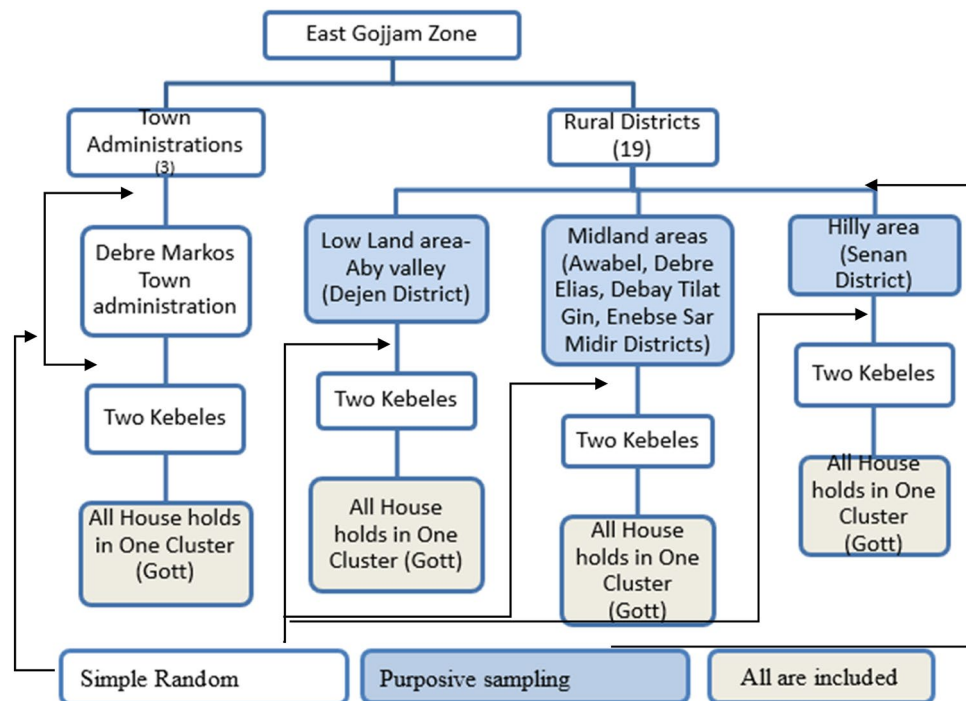 East Gojjam Zone
Town
Administrations
(3)
Rural Districts
(19)
Debre Markos
Town
administration
Low Land area-
Aby valley
(Dejen District)
Midland areas
(Awabel, Debre
Elias, Debay Tilat
Gin, Enebse Sar
Midir Districts)
Hilly area
(Senan
District)
Two Kebeles
Two Kebeles
Two Kebeles
Two Kebeles
All House holds
in One Cluster
(Gott)
All House
holds in One
Cluster (Gott)
All House
holds in One
Cluster
(Gott)
All House
holds in One
Cluster
(Gott)
Simple Random
Purposive sampling
All are included